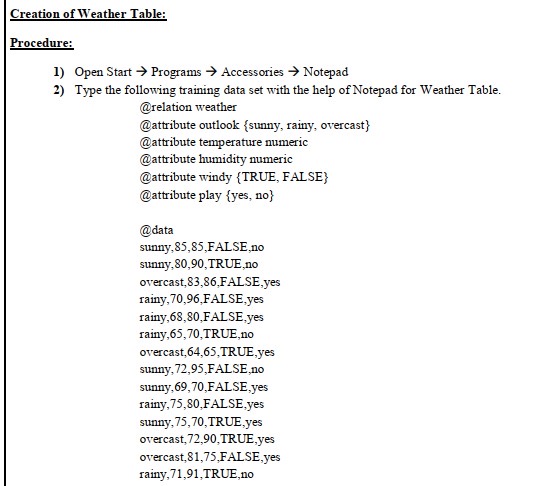 Creation of Weather Table:
Procedure:
1) Open Start → Programs → Accessories → Notepad
2) Type the following training data set with the help of Notepad for Weather Table.
@relation weather
@attribute outlook {sunny, rainy, overcast}
@attribute temperature numeric
@attribute humidity numeric
@attribute windy {TRUE, FALSE}
@attribute play {yes, no}
@data
sunny,85,85,FALSE,no
sunny,80,90,TRUE,no
overcast,83,86,FALSE,yes
rainy,70,96,FALSE,yes
rainy,68,80,FALSE,yes
rainy,65,70,TRUE,no
overcast,64,65,TRUE,yes
sunny,72,95,FALSE,no
sunny,69,70,FALSE,yes
rainy,75,80,FALSE,yes
sunny,75,70,TRUE,yes
overcast,72,90,TRUE,yes
overcast,81,75,FALSE,yes
rainy,71,91,TRUE,no